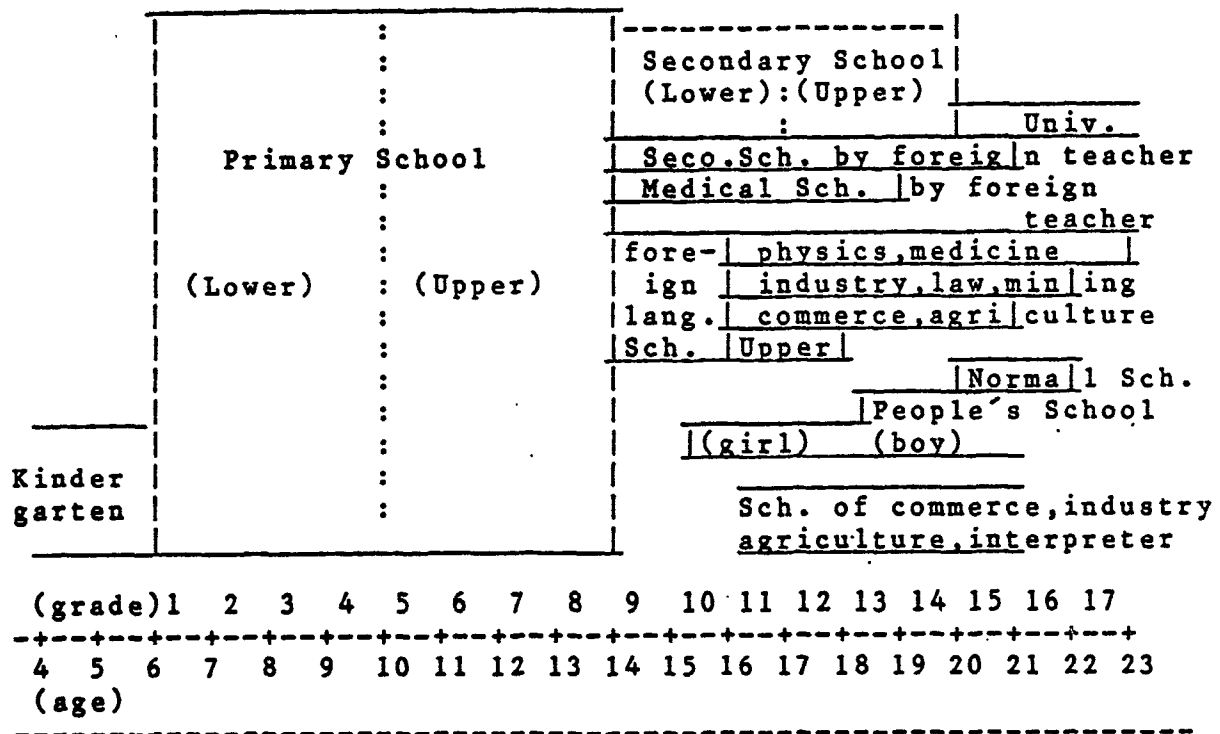 Secondary School
(Lower):(Upper)
Univ.
Primary School Seco.Sch. by foreign teacher
Medical Sch. by foreign
teacher
fore- physics,medicine
(Lower) : (Upper) ign industry,law,mining
lang. commerce,agriculture
Sch. Upper
Normal Sch.
People's School
(girl) (boy)
Kinder
garten Sch. of commerce,industry
agriculture,interpreter
(grade)1 2 3 4 5 6 7 8 9 10 11 12 13 14 15 16 17
4 5 6 7 8 9 10 11 12 13 14 15 16 17 18 19 20 21 22 23
(age)